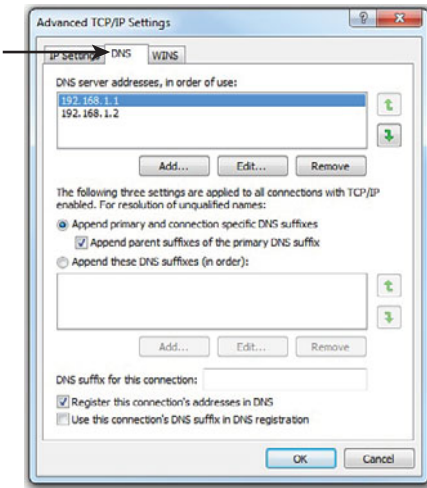 Advanced TCP/IP Settings
IP Settings DNS WINS
DNS server addresses, in order of use:
192.168.1.1
192.168.1.2
Add... Edit... Remove
The following three settings are applied to all connections with TCP/IP
enabled. For resolution of unqualified names:
Append primary and connection specific DNS suffixes
Append parent suffixes of the primary DNS suffix
Append these DNS suffixes (in order):
Add... Edit... Remove
DNS suffix for this connection:
Register this connection's addresses in DNS
Use this connection's DNS suffix in DNS registration
OK Cancel